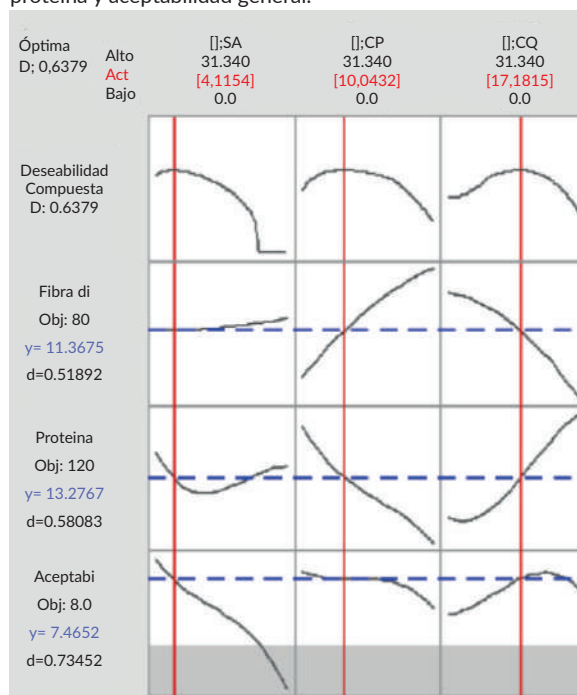 proteína y aceptabilidad general.
Óptima
D; 0,6379
Alto
Act
Bajo
[];SA
31.340
[4,1154]
0.0
[];CP
31.340
[10,0432]
0.0
[];CQ
31.340
[17,1815]
0.0
Deseabilidad
Compuesta
D: 0.6379
Fibra di
Obj: 80
y= 11.3675
d=0.51892
Proteina
Obj: 120
y= 13.2767
d=0.58083
Aceptabi
Obj: 8.0
y= 7.4652
d=0.73452